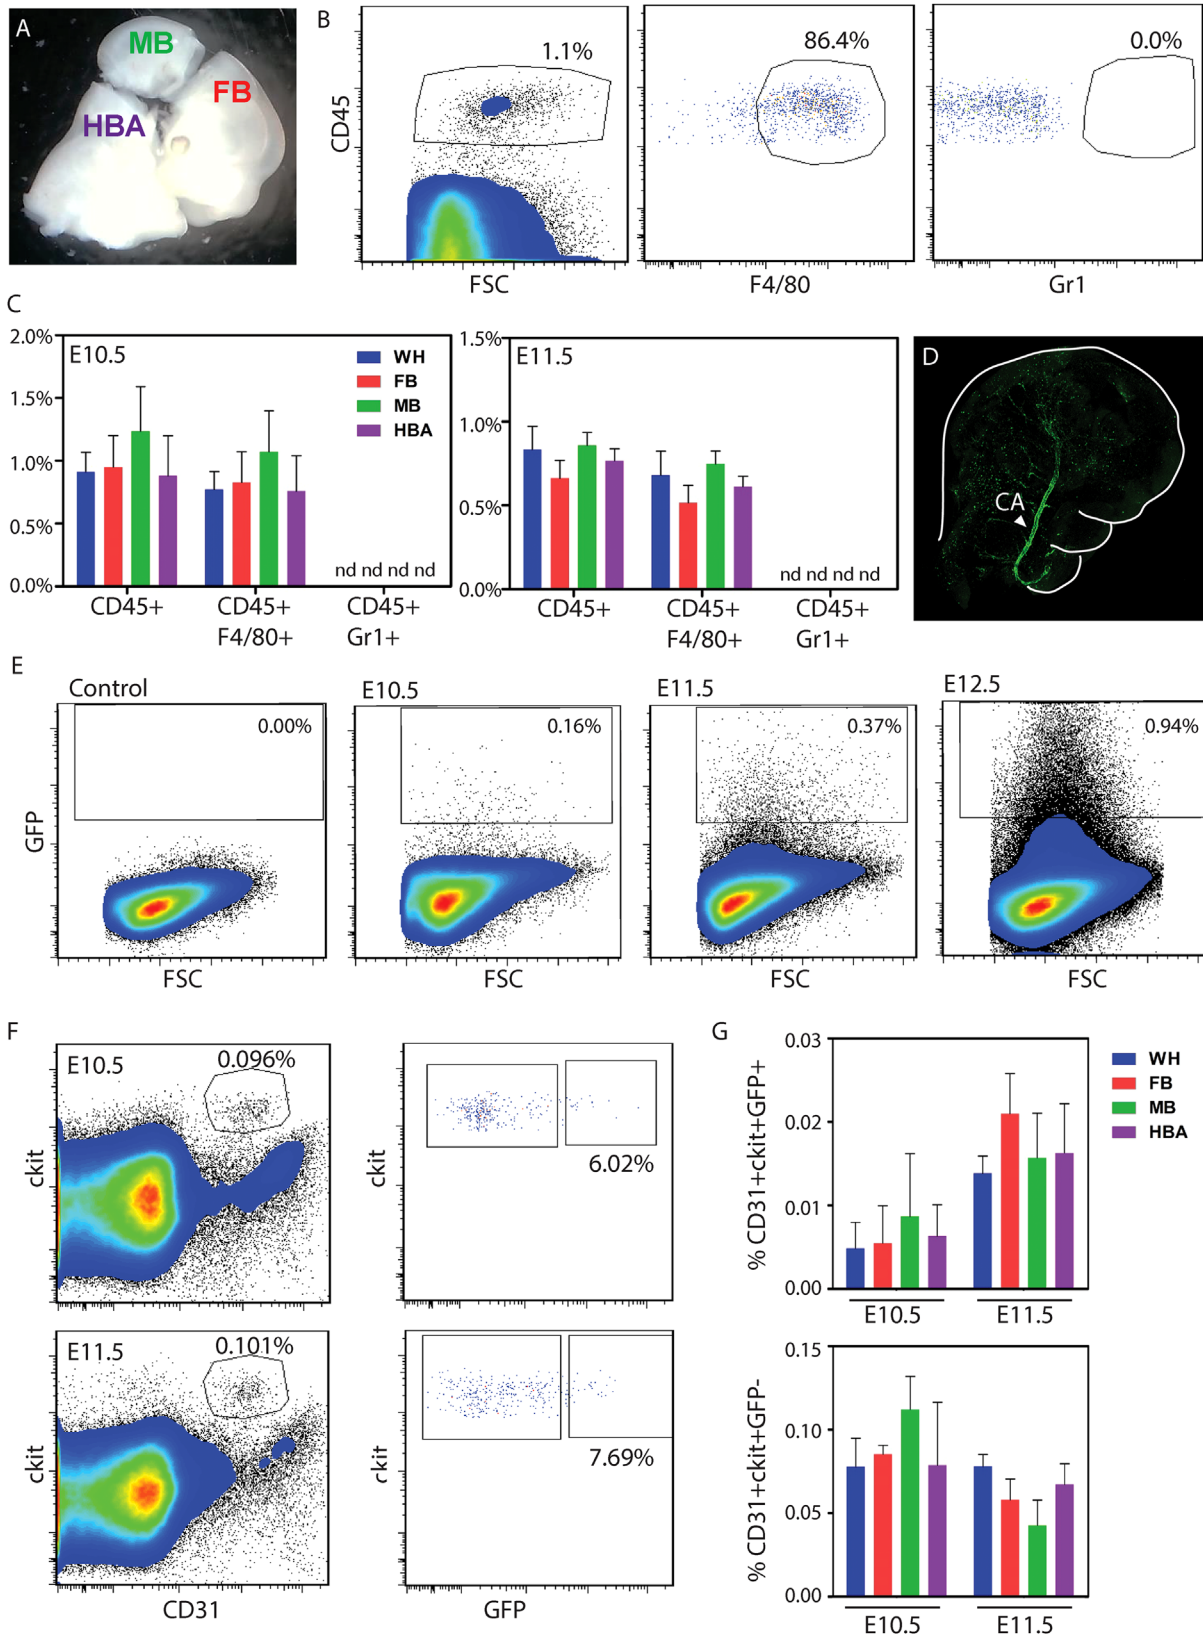 A
MB
FB
HBA
B
1.1%
86.4%
0.0%
CD45
FSC
F4/80
Gr1
C
2.0%
1.5%
1.0%
0.5%
0.0%
E10.5
WH
FB
MB
HBA
nd nd nd nd
CD45+
CD45+
F4/80+
CD45+
Gr1+
1.5%
1.0%
0.5%
0.0%
E11.5
nd nd nd nd
CD45+
CD45+
F4/80+
CD45+
Gr1+
D
CA
E
Control
E10.5
E11.5
E12.5
0.00%
0.16%
0.37%
0.94%
GFP
FSC
FSC
FSC
FSC
F
E10.5
0.096%
ckit
ckit
6.02%
E11.5
0.101%
ckit
ckit
7.69%
CD31
GFP
G
0.03
0.02
0.01
0.00
% CD31+ckit+GFP+
E10.5
E11.5
WH
FB
MB
HBA
0.15
0.10
0.05
0.00
% CD31+ckit+GFP-
E10.5
E11.5